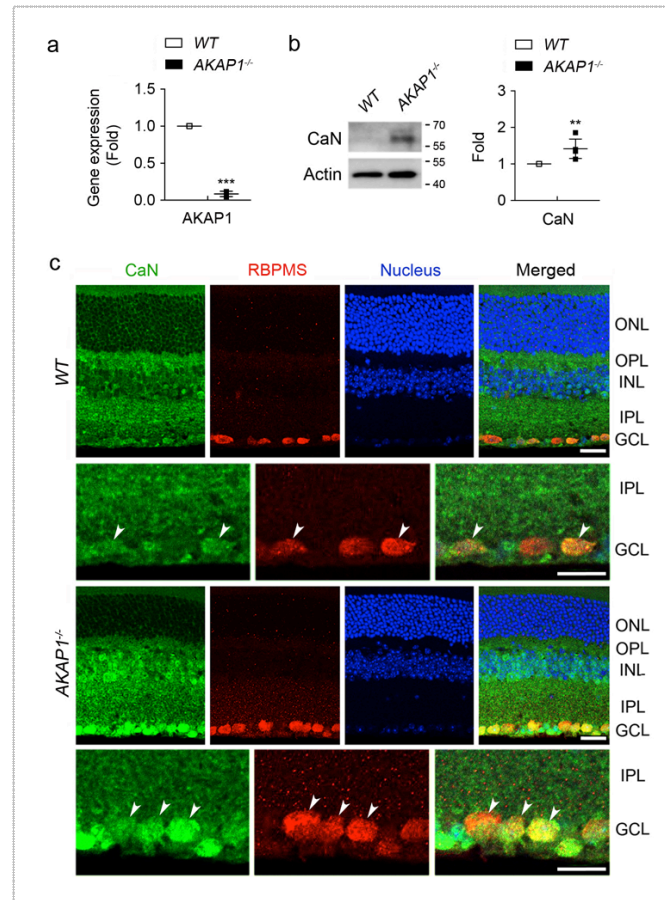 a
WT
AKAP1-/-
Gene expression
(Fold)
1.5
1.0
0.5
0.0
***
AKAP1
b
WT
AKAP1-/-
CaN
Actin
70
55
55
40
WT
AKAP1-/-
Fold
3
2
1
0
**
CaN
c
CaN RBPMS Nucleus Merged
WT
ONL
OPL
INL
IPL
GCL
IPL
GCL
AKAP1-/-
ONL
OPL
INL
IPL
GCL
IPL
GCL